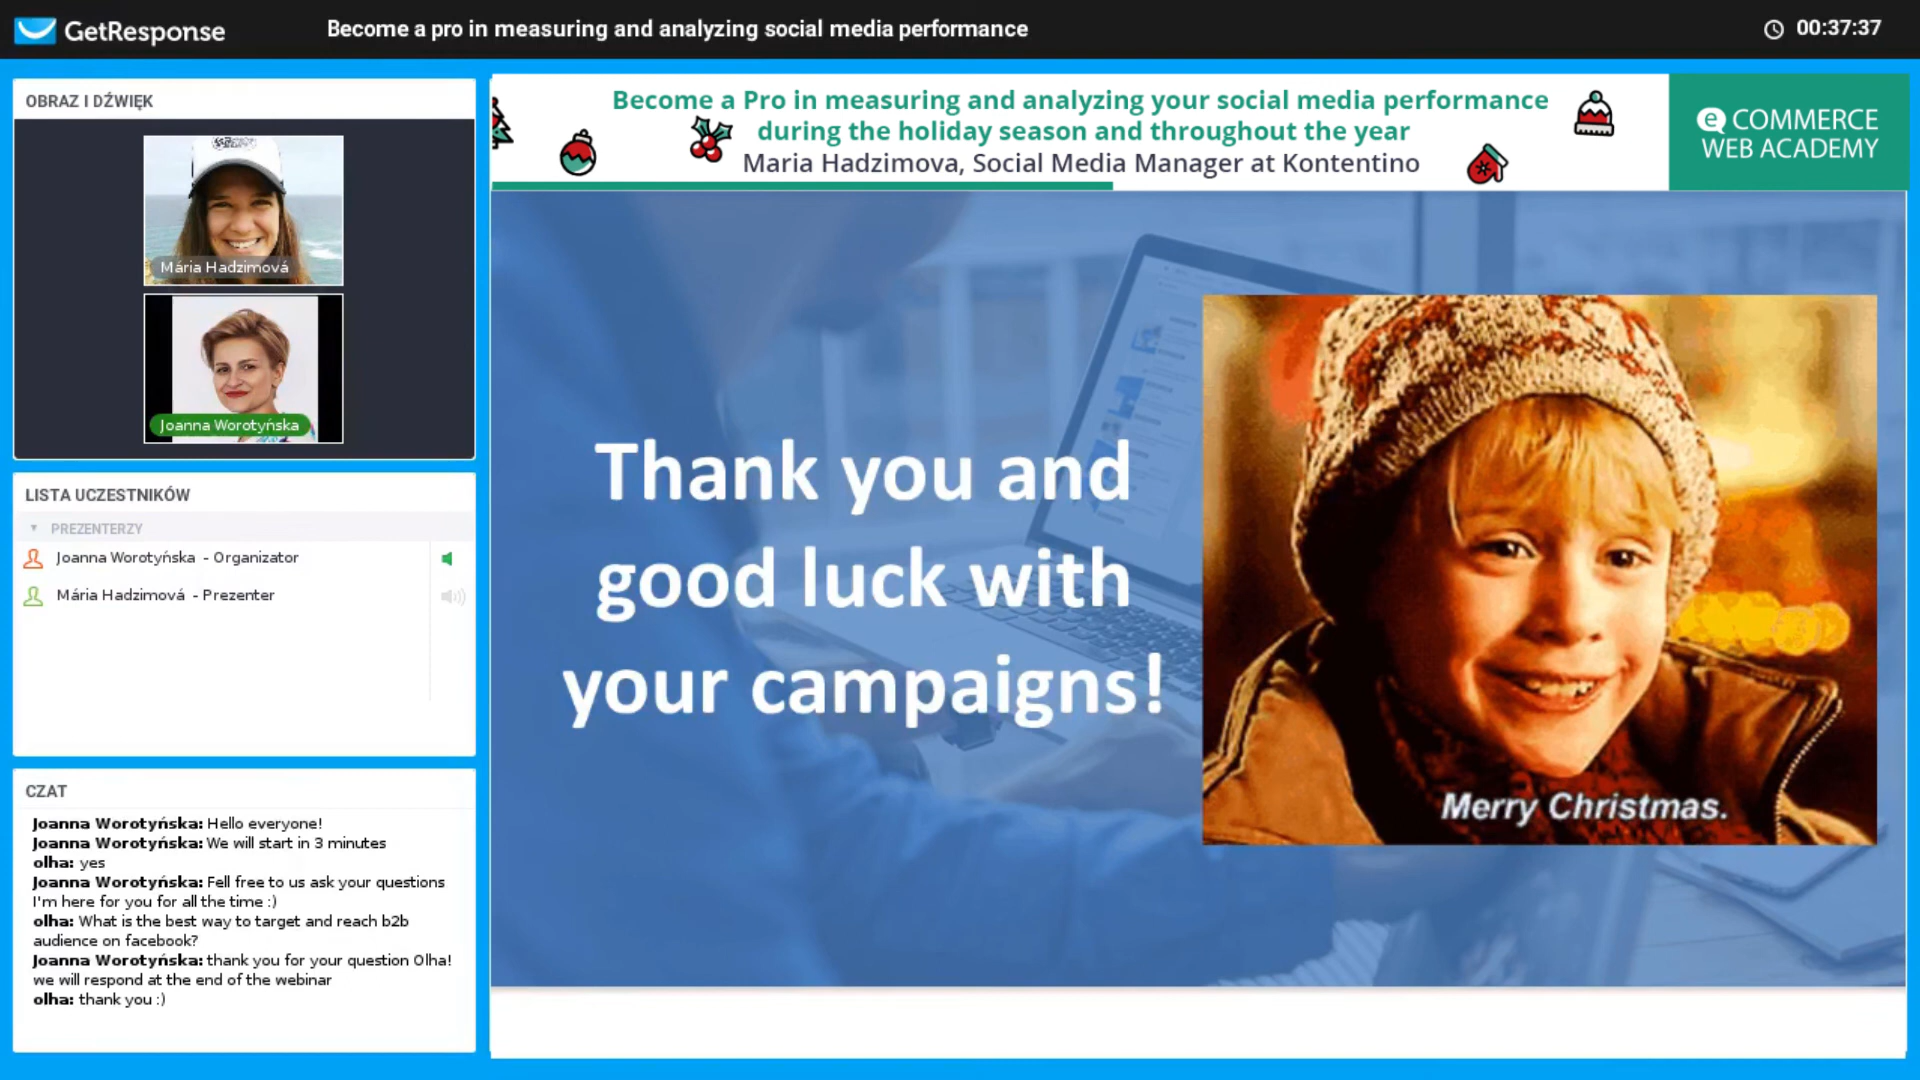 GetResponse
Become a pro in measuring and analyzing social media performance
00:37:37
OBRAZ I DŹWIĘK
Mária Hadzimová
Joanna Worotyńska
LISTA UCZESTNIKÓW
PREZENTERZY
Joanna Worotyńska - Organizator
Mária Hadzimová - Prezenter
CZAT
Joanna Worotyńska: Hello everyone!
Joanna Worotyńska: We will start in 3 minutes
olha: yes
Joanna Worotyńska: Fell free to us ask your questions
I'm here for you for all the time :)
olha: What is the best way to target and reach b2b
audience on facebook?
Joanna Worotyńska: thank you for your question Olha!
we will respond at the end of the webinar
olha: thank you :)
Become a Pro in measuring and analyzing your social media performance
during the holiday season and throughout the year
Maria Hadzimova, Social Media Manager at Kontentino
e COMMERCE
WEB ACADEMY
Thank you and
good luck with
your campaigns!
Merry Christmas.